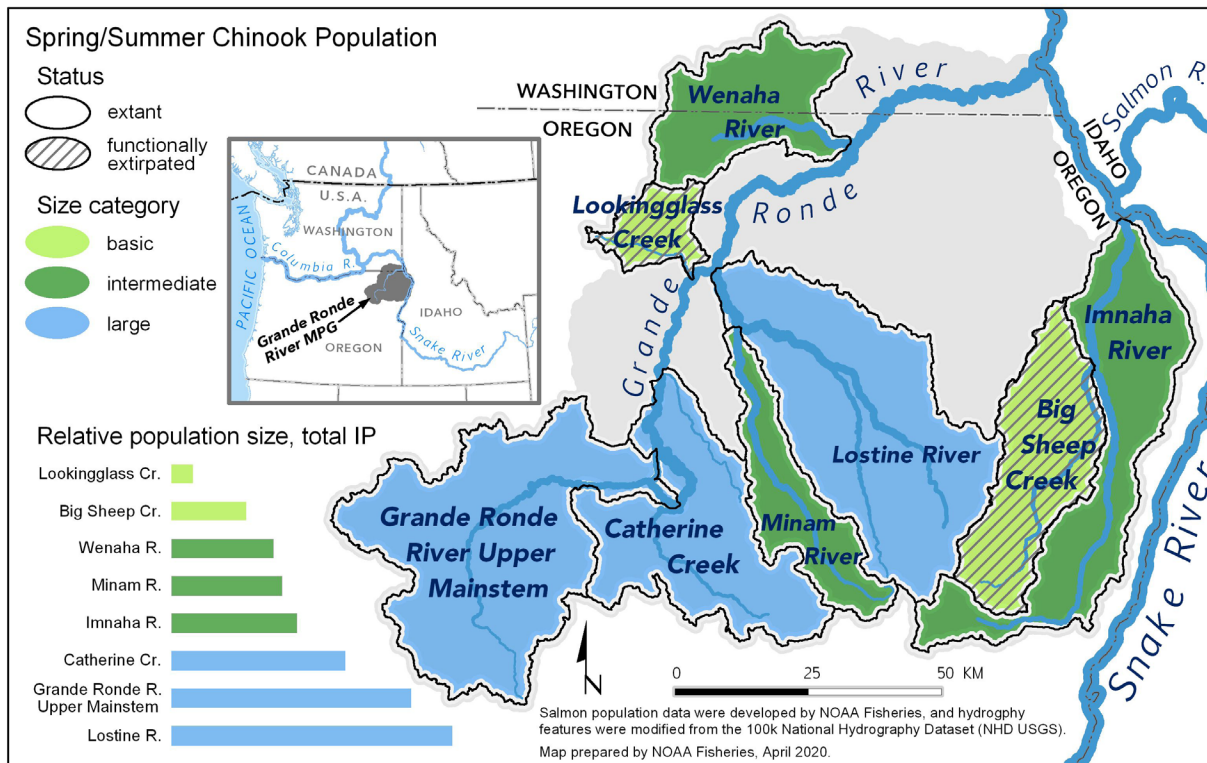 Spring/Summer Chinook Population
Status
extant
functionally
extirpated
Size category
basic
intermediate
large
CANADA
U.S.A.
WASHINGTON
PACIFIC OCEAN
Columbia R.
Grande Ronde
River MPG
IDAHO
OREGON
Snake River
Relative population size, total IP
Lookingglass Cr.
Big Sheep Cr.
Wenaha R.
Minam R.
Imnaha R.
Catherine Cr.
Grande Ronde R.
Upper Mainstem
Lostine R.
WASHINGTON
OREGON
Wenaha
River
Lookingglass
Creek
Grande Ronde River
IDAHO
OREGON
Salmon R.
Imnaha
River
Big
Sheep
Creek
Lostine River
Minam
River
Catherine
Creek
Grande Ronde
River Upper
Mainstem
Snake River
N
0 25 50 KM
Salmon population data were developed by NOAA Fisheries, and hydrogphy
features were modified from the 100k National Hydrography Dataset (NHD USGS).
Map prepared by NOAA Fisheries, April 2020.